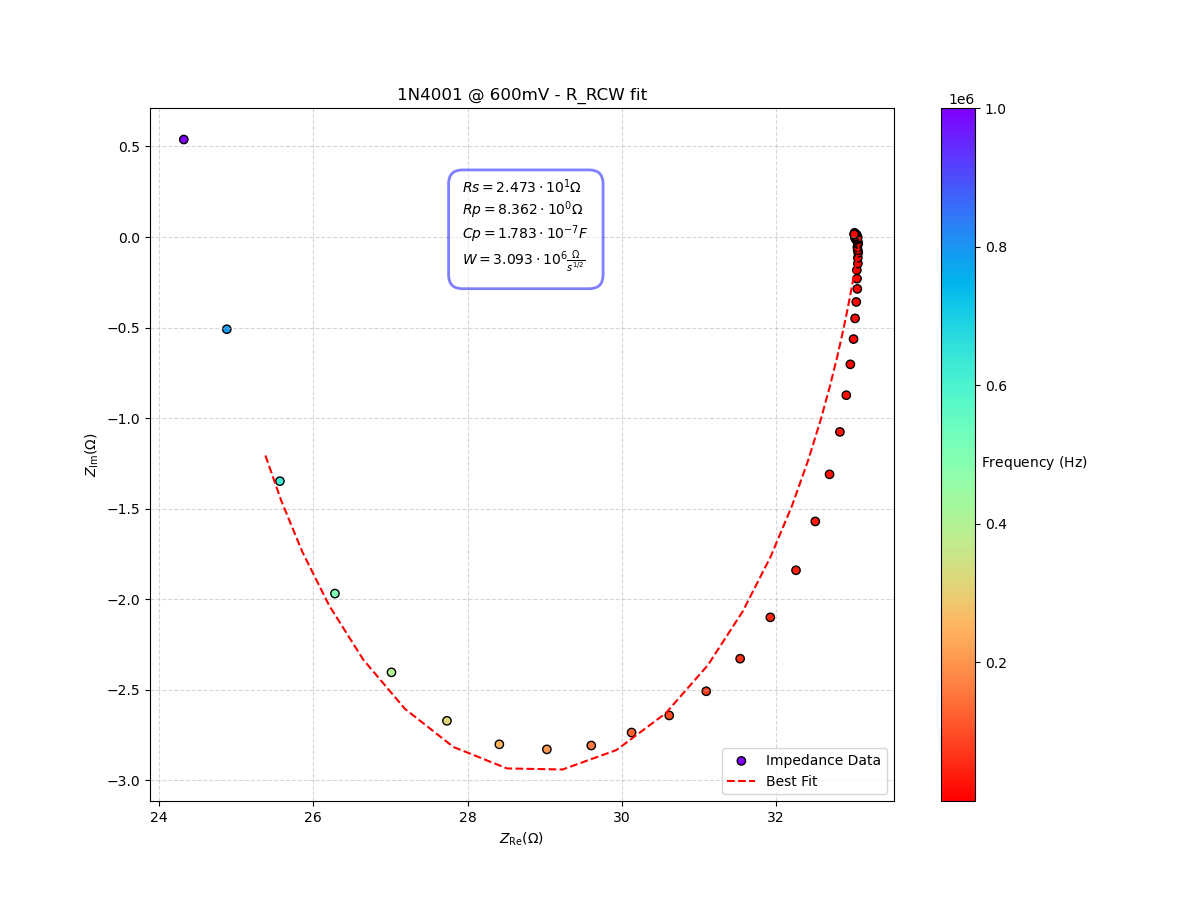 1N4001 @ 600mV - R_RCW fit
1e6
Rs = 2.473 · 10¹Ω
Rp = 8.362 · 10⁰Ω
Cp = 1.783 · 10⁻⁷F
W = 3.093 · 10⁶ Ω/s^1/2
0.5
0.0
−0.5
−1.0
−1.5
−2.0
−2.5
−3.0
Z_Im(Ω)
24 26 28 30 32
Z_Re(Ω)
Impedance Data
Best Fit
1.0
0.8
0.6
0.4
0.2
Frequency (Hz)